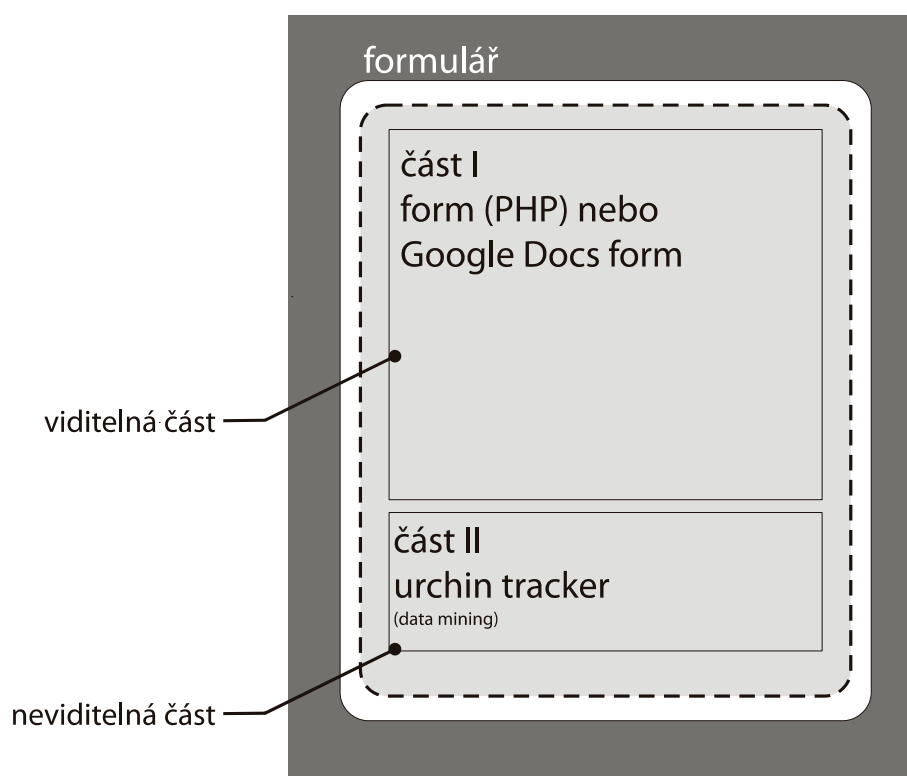 formulář
část I
form (PHP) nebo
Google Docs form
viditelná část
část II
urchin tracker
(data mining)
neviditelná část